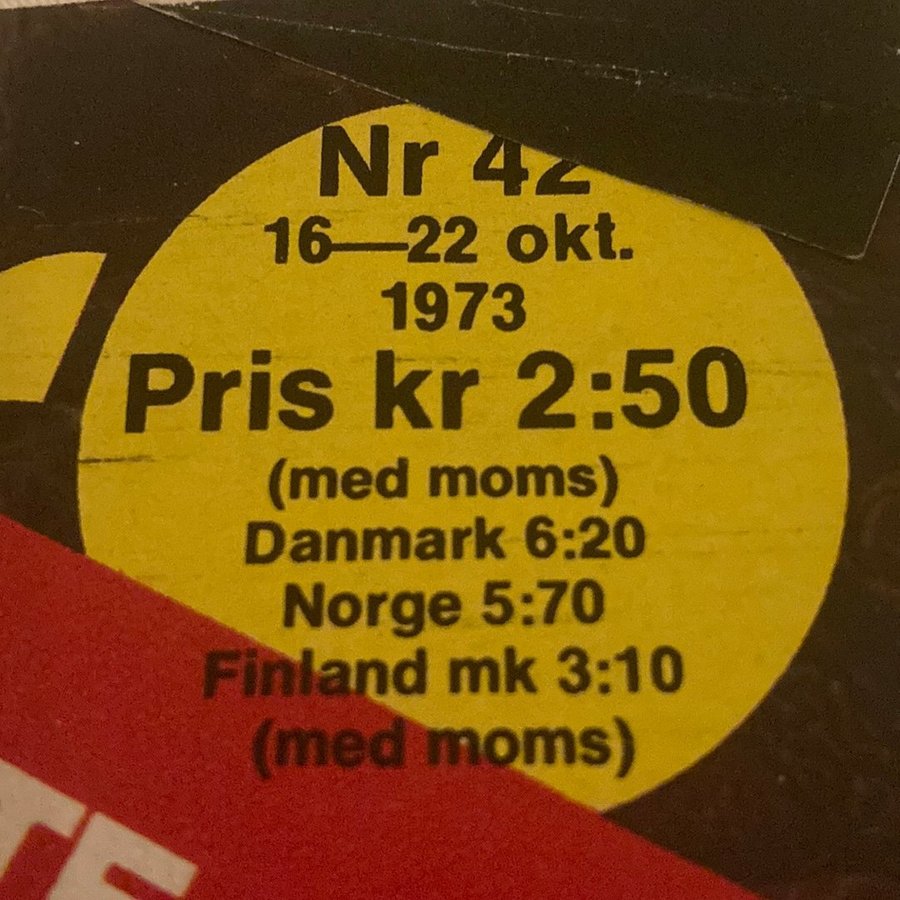 Nr 42
16—22 okt.
1973
Pris kr 2:50
(med moms)
Danmark 6:20
Norge 5:70
Finland mk 3:10
(med moms)